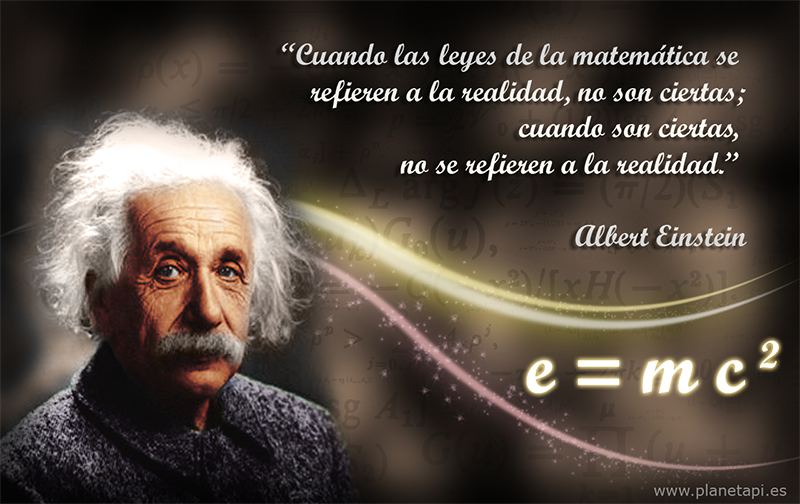 “Cuando las leyes de la matemática se
refieren a la realidad, no son ciertas;
cuando son ciertas,
no se refieren a la realidad.”
Albert Einstein
e = m c²
www.planetapi.es